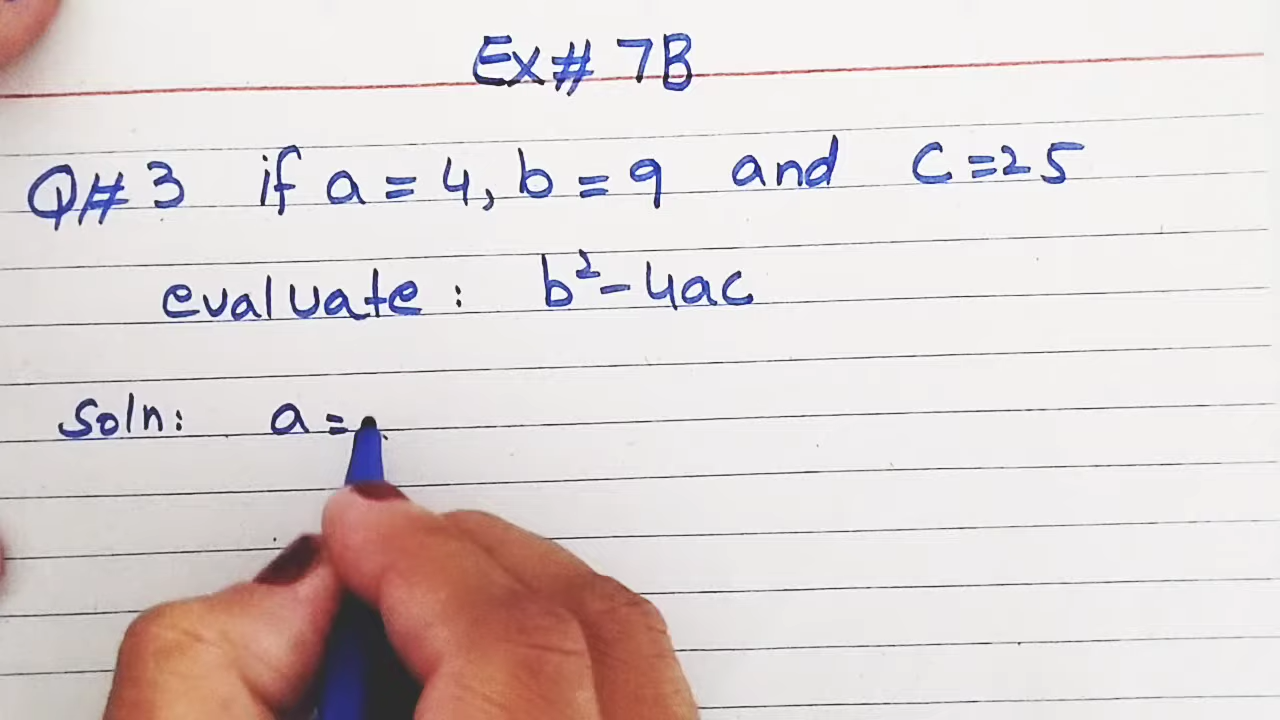 Ex# 7B
Q# 3 if a = 4, b = 9 and C = 25
evaluate : b² - 4ac
Soln: a =